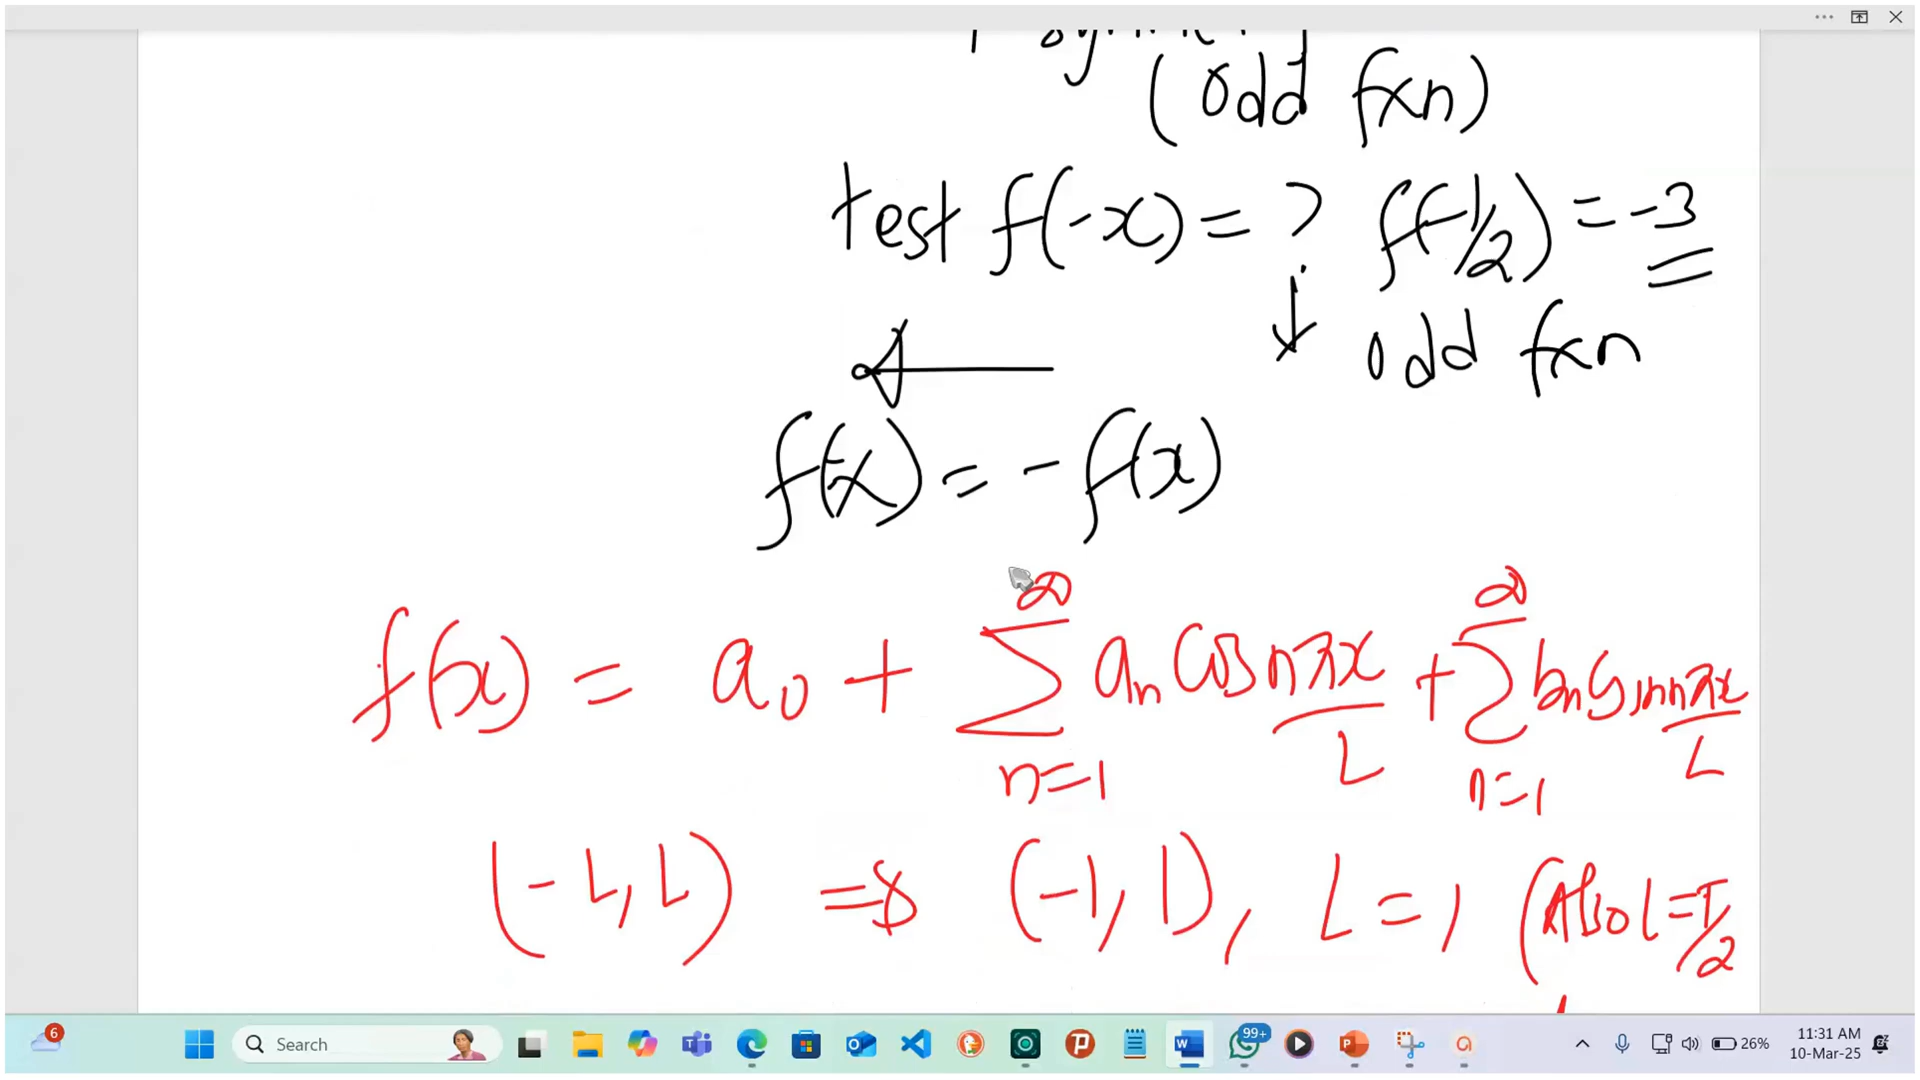 (Odd fxn)
test f(-x) = ? f(-1/2) = -3
↓ odd fxn
f(-x) = - f(x)
f(x) = a₀ + ∞∑n=1 aₙ Cos nπx/L + ∞∑n=1 bₙ Sin nπx/L
(-L, L) ⇒ (-1, 1), L = 1 (Also L = T/2
6
Search
99+
26%
11:31 AM
10-Mar-25